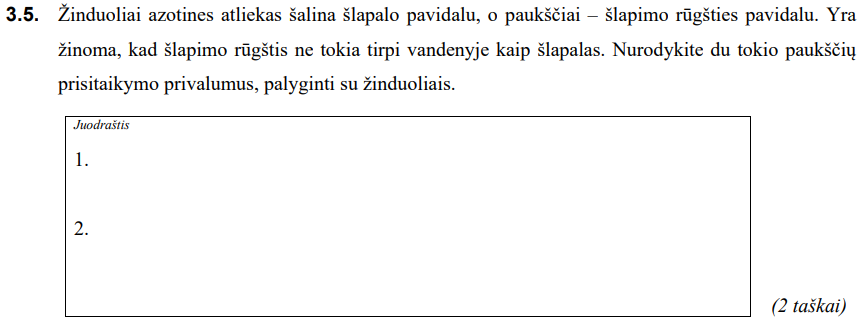 3.5. Žinduoliai azotines atliekas šalina šlapalo pavidalu, o paukščiai – šlapimo rūgšties pavidalu. Yra
žinoma, kad šlapimo rūgštis ne tokia tirpi vandenyje kaip šlapalas. Nurodykite du tokio paukščių
prisitaikymo privalumus, palyginti su žinduoliais.
Juodraštis
1.
2.
(2 taškai)